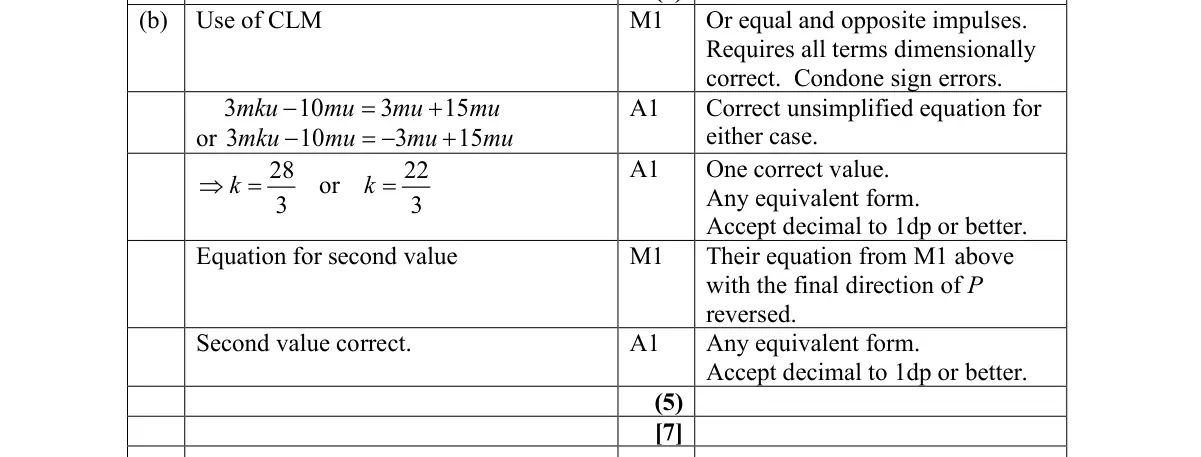 (b) Use of CLM M1 Or equal and opposite impulses.
Requires all terms dimensionally
correct. Condone sign errors.
3mku − 10mu = 3mu + 15mu A1 Correct unsimplified equation for
or 3mku − 10mu = −3mu + 15mu either case.
⇒ k = 28/3 or k = 22/3 A1 One correct value.
Any equivalent form.
Accept decimal to 1dp or better.
Equation for second value M1 Their equation from M1 above
with the final direction of P
reversed.
Second value correct. A1 Any equivalent form.
Accept decimal to 1dp or better.
(5)
[7]